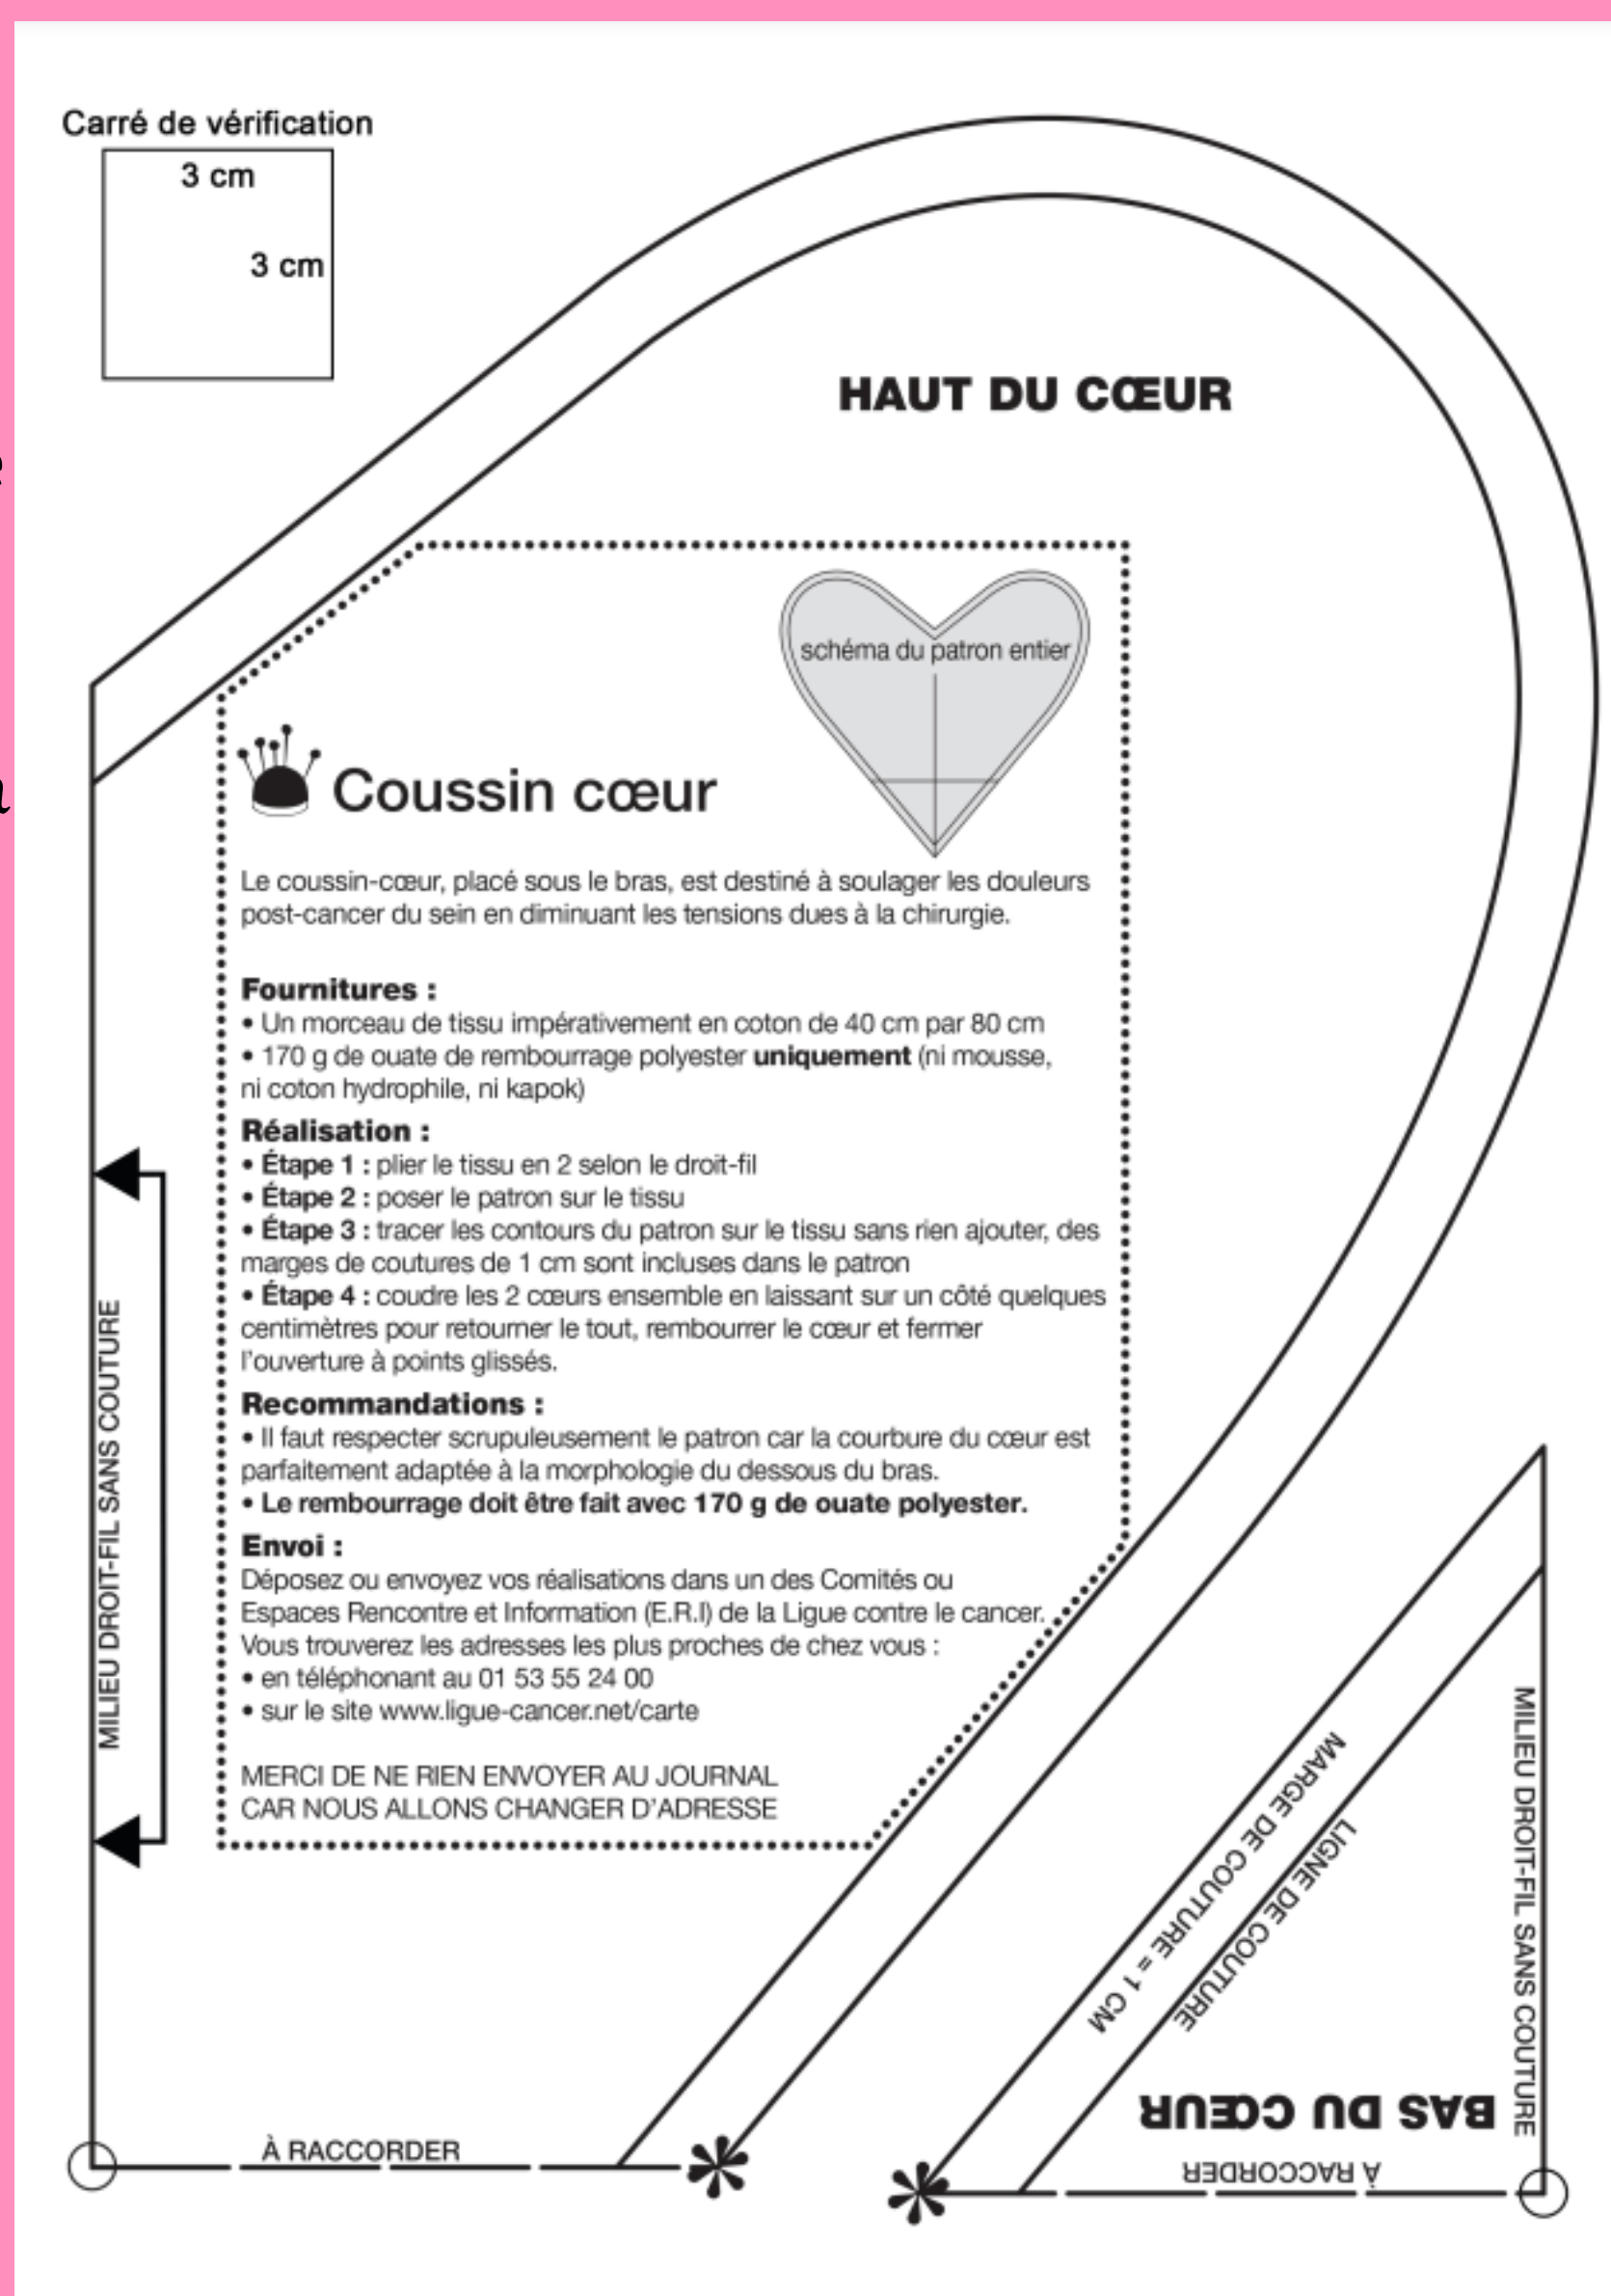 Carré de vérification
3 cm
3 cm
HAUT DU CŒUR
schéma du patron entier
Coussin cœur
Le coussin-cœur, placé sous le bras, est destiné à soulager les douleurs
post-cancer du sein en diminuant les tensions dues à la chirurgie.
Fournitures :
• Un morceau de tissu impérativement en coton de 40 cm par 80 cm
• 170 g de ouate de rembourrage polyester uniquement (ni mousse,
ni coton hydrophile, ni kapok)
Réalisation :
• Étape 1 : plier le tissu en 2 selon le droit-fil
• Étape 2 : poser le patron sur le tissu
• Étape 3 : tracer les contours du patron sur le tissu sans rien ajouter, des
marges de coutures de 1 cm sont incluses dans le patron
• Étape 4 : coudre les 2 cœurs ensemble en laissant sur un côté quelques
centimètres pour retourner le tout, rembourrer le cœur et fermer
l'ouverture à points glissés.
Recommandations :
• Il faut respecter scrupuleusement le patron car la courbure du cœur est
parfaitement adaptée à la morphologie du dessous du bras.
• Le rembourrage doit être fait avec 170 g de ouate polyester.
Envoi :
Déposez ou envoyez vos réalisations dans un des Comités ou
Espaces Rencontre et Information (E.R.I) de la Ligue contre le cancer.
Vous trouverez les adresses les plus proches de chez vous :
• en téléphonant au 01 53 55 24 00
• sur le site www.ligue-cancer.net/carte
MERCI DE NE RIEN ENVOYER AU JOURNAL
CAR NOUS ALLONS CHANGER D'ADRESSE
MILIEU DROIT-FIL SANS COUTURE
À RACCORDER
MARGE DE COUTURE = 1 CM
LIGNE DE COUTURE
MILIEU DROIT-FIL SANS COUTURE
BAS DU CŒUR
À RACCORDER